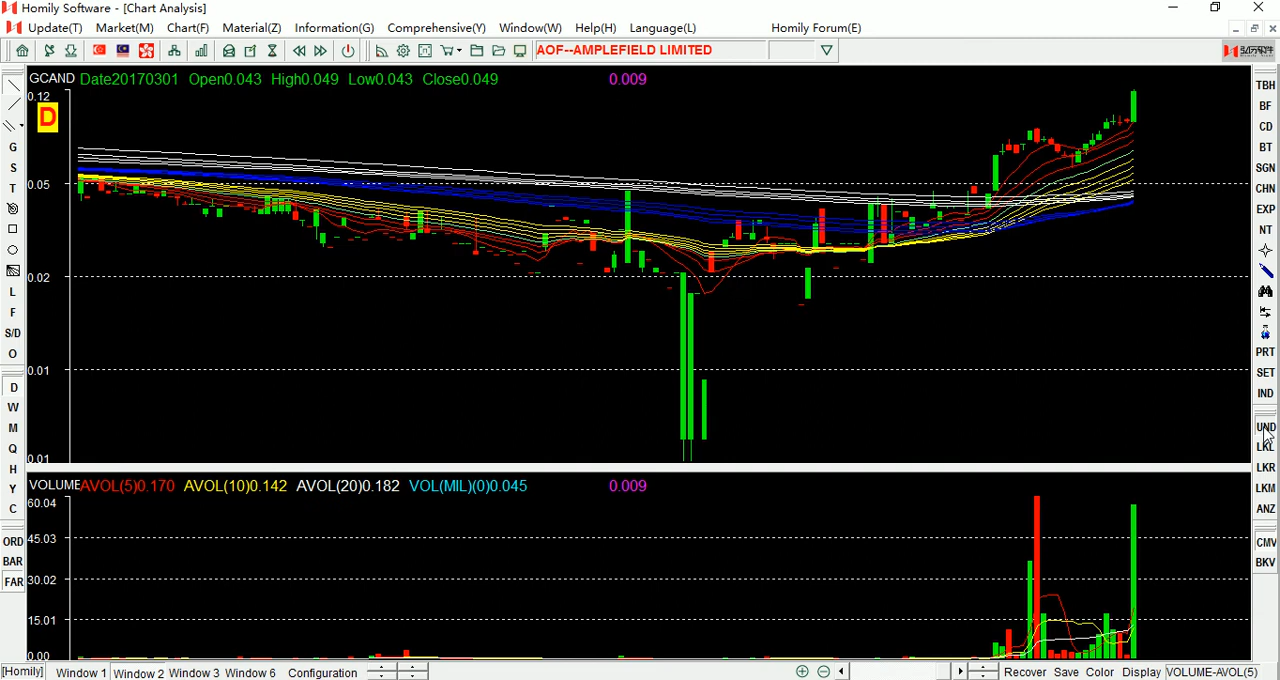 Homily Software - [Chart Analysis]
Update(T) Market(M) Chart(F) Material(Z) Information(G) Comprehensive(Y) Window(W) Help(H) Language(L) Homily Forum(E)
AOF--AMPLEFIELD LIMITED
GCAND Date20170301 Open0.043 High0.049 Low0.043 Close0.049 0.009
0.12
D
0.05
0.02
0.01
0.01
VOLUME AVOL(5)0.170 AVOL(10)0.142 AVOL(20)0.182 VOL(MIL)(0)0.045 0.009
60.04
45.03
30.02
15.01
0.00
G
S
T
L
F
S/D
O
D
W
M
Q
H
Y
C
ORD
BAR
FAR
TBH
BF
CD
BT
SGN
CHN
EXP
NT
PRT
SET
IND
UND
LKL
LKR
LKM
ANZ
CMV
BKV
[Homily] Window 1 Window 2 Window 3 Window 6 Configuration Recover Save Color Display VOLUME-AVOL(5)